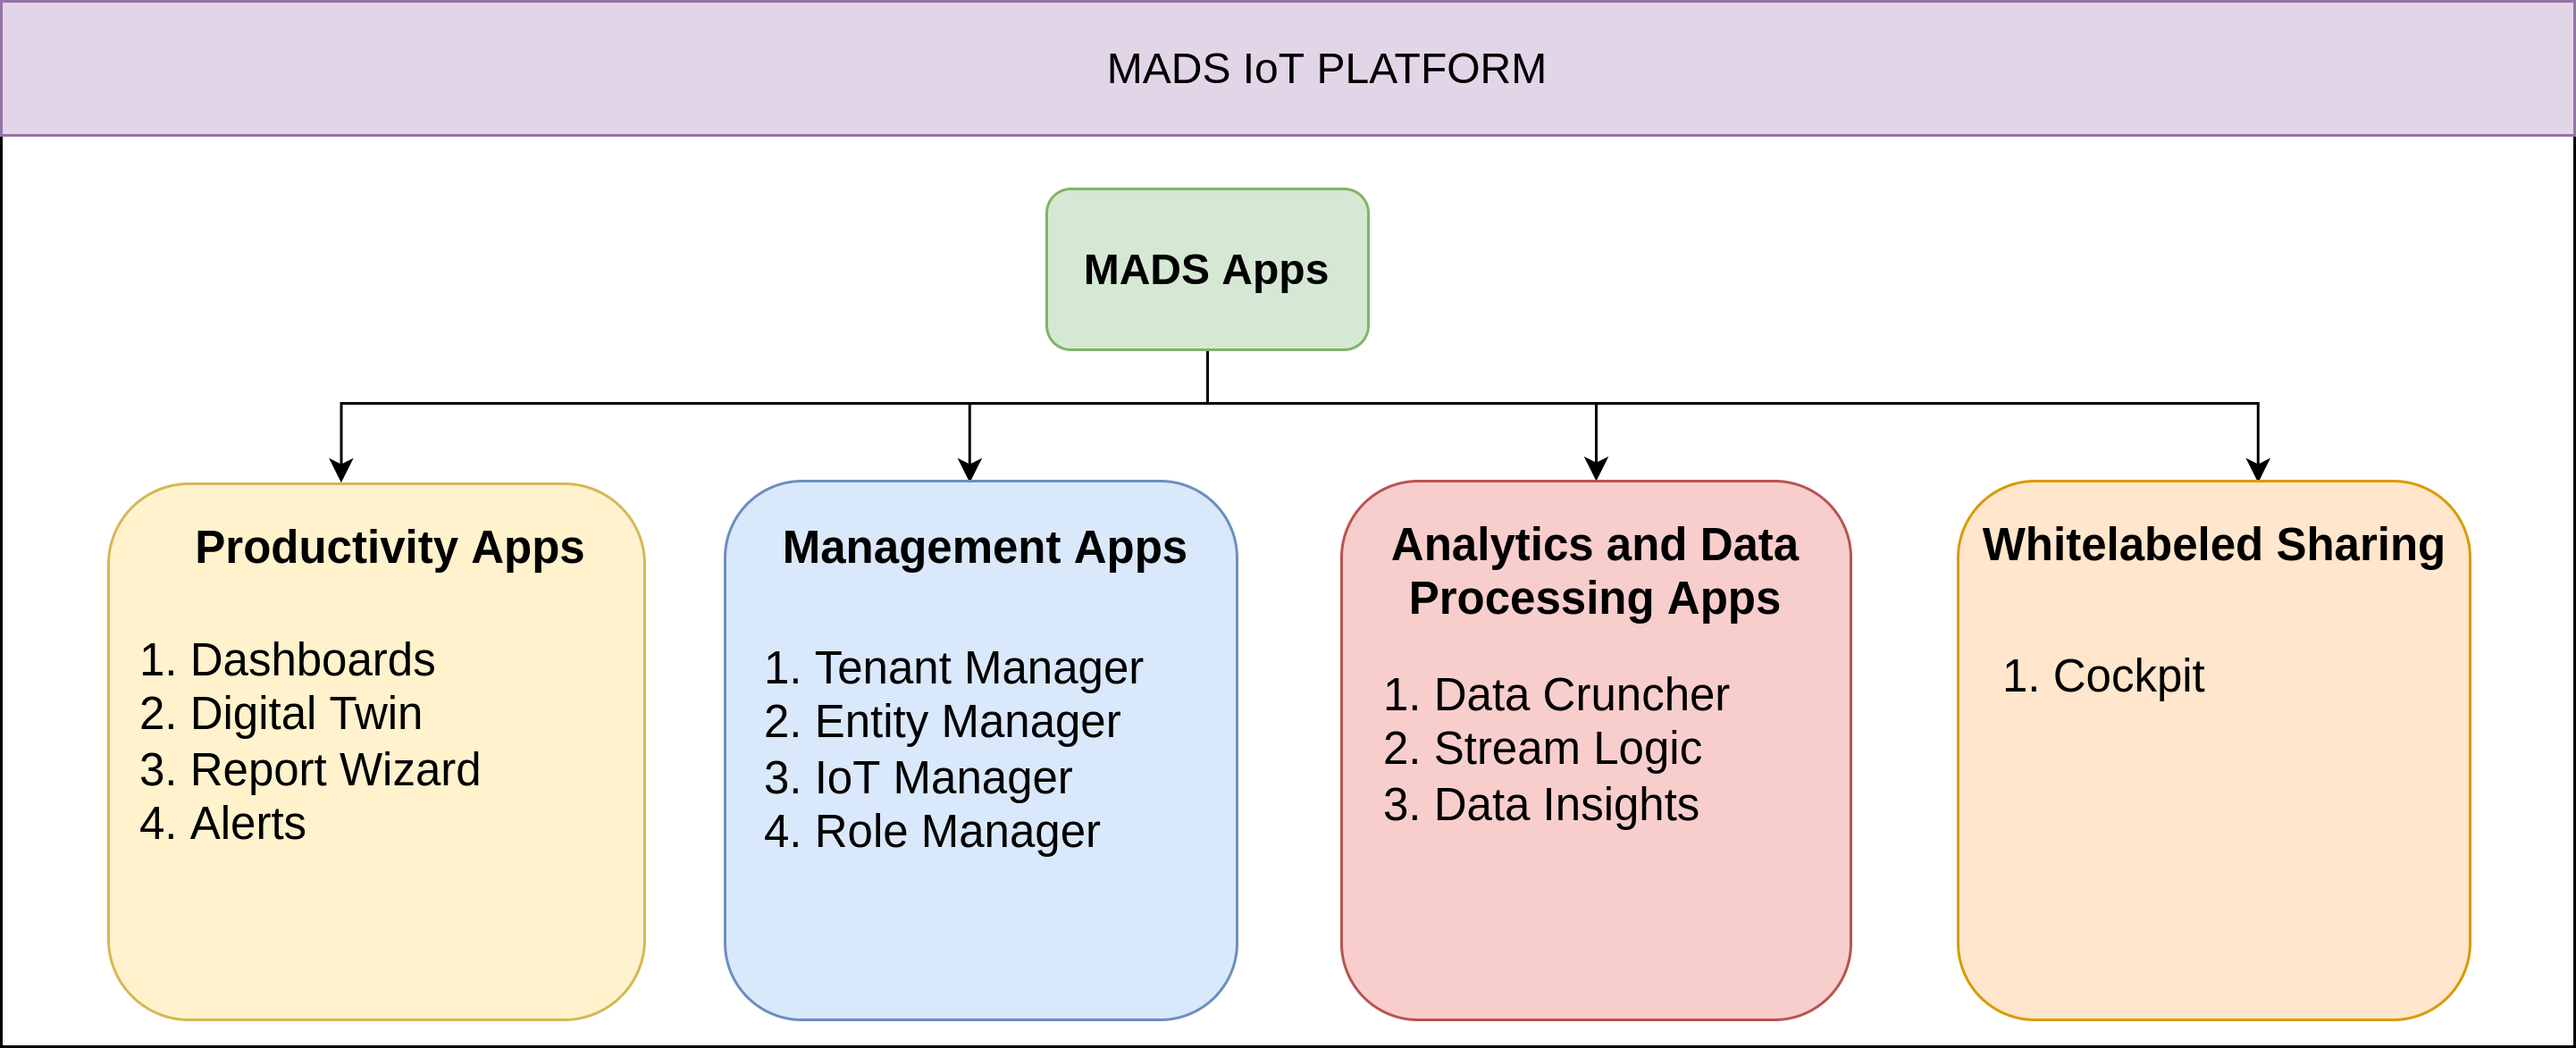 MADS IoT PLATFORM
MADS Apps
Productivity Apps
1. Dashboards
2. Digital Twin
3. Report Wizard
4. Alerts
Management Apps
1. Tenant Manager
2. Entity Manager
3. IoT Manager
4. Role Manager
Analytics and Data
Processing Apps
1. Data Cruncher
2. Stream Logic
3. Data Insights
Whitelabeled Sharing
1. Cockpit